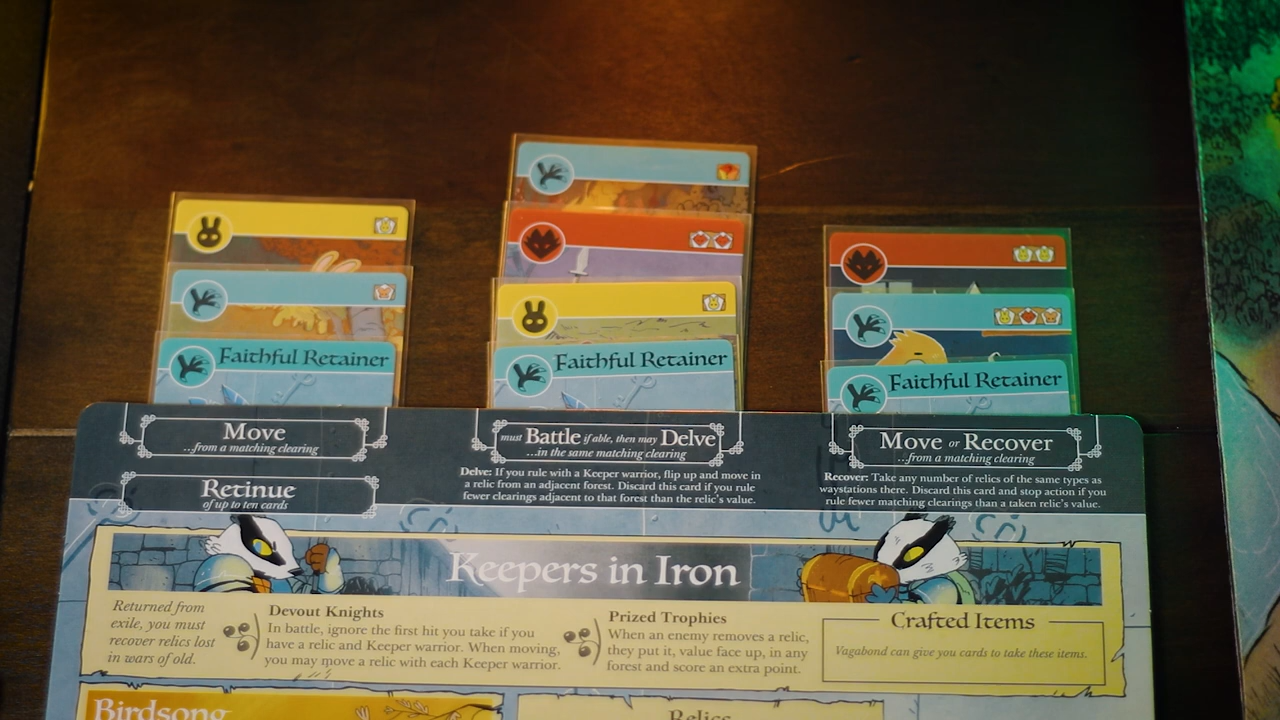 Faithful Retainer
Faithful Retainer
Faithful Retainer
Move
...from a matching clearing
Retinue
of up to ten cards
must Battle if able, then may Delve
...in the same matching clearing
Delve: If you rule with a Keeper warrior, flip up and move in
a relic from an adjacent forest. Discard this card if you rule
fewer clearings adjacent to that forest than the relic's value.
Move or Recover
...from a matching clearing
Recover: Take any number of relics of the same types as
waystations there. Discard this card and stop action if you
rule fewer matching clearings than a taken relic's value.
Keepers in Iron
Returned from
exile, you must
recover relics lost
in wars of old.
Devout Knights
In battle, ignore the first hit you take if you
have a relic and Keeper warrior. When moving,
you may move a relic with each Keeper warrior.
Prized Trophies
When an enemy removes a relic,
they put it, value face up, in any
forest and score an extra point.
Crafted Items
Vagabond can give you cards to take these items.
Birdsong
Relics